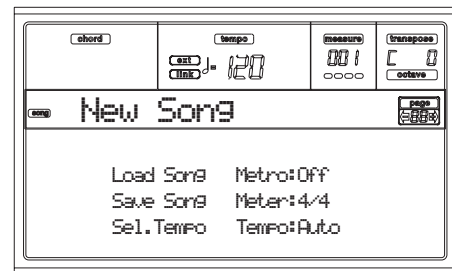 chord tempo measure transpose
ext link ♩= 120 001 C 0
octave
song New Song page
Load Song Metro:Off
Save Song Meter:4/4
Sel.Tempo Tempo:Auto